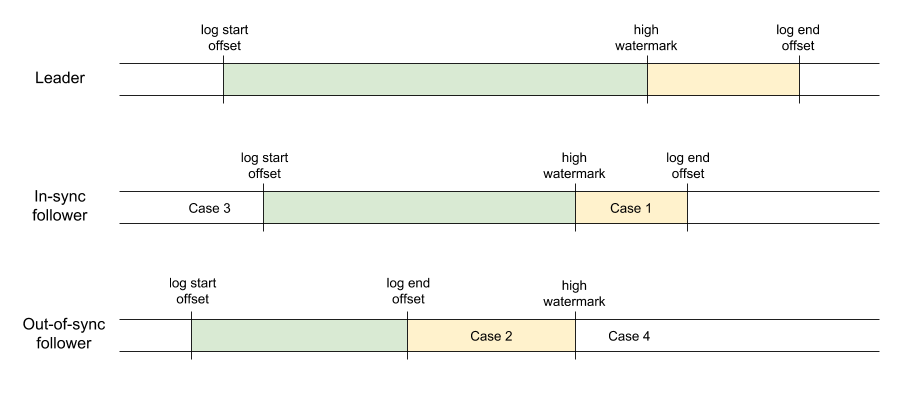 log start
offset
high
watermark
log end
offset
Leader
log start
offset
high
watermark
log end
offset
In-sync
follower
Case 3
Case 1
log start
offset
log end
offset
high
watermark
Out-of-sync
follower
Case 2
Case 4